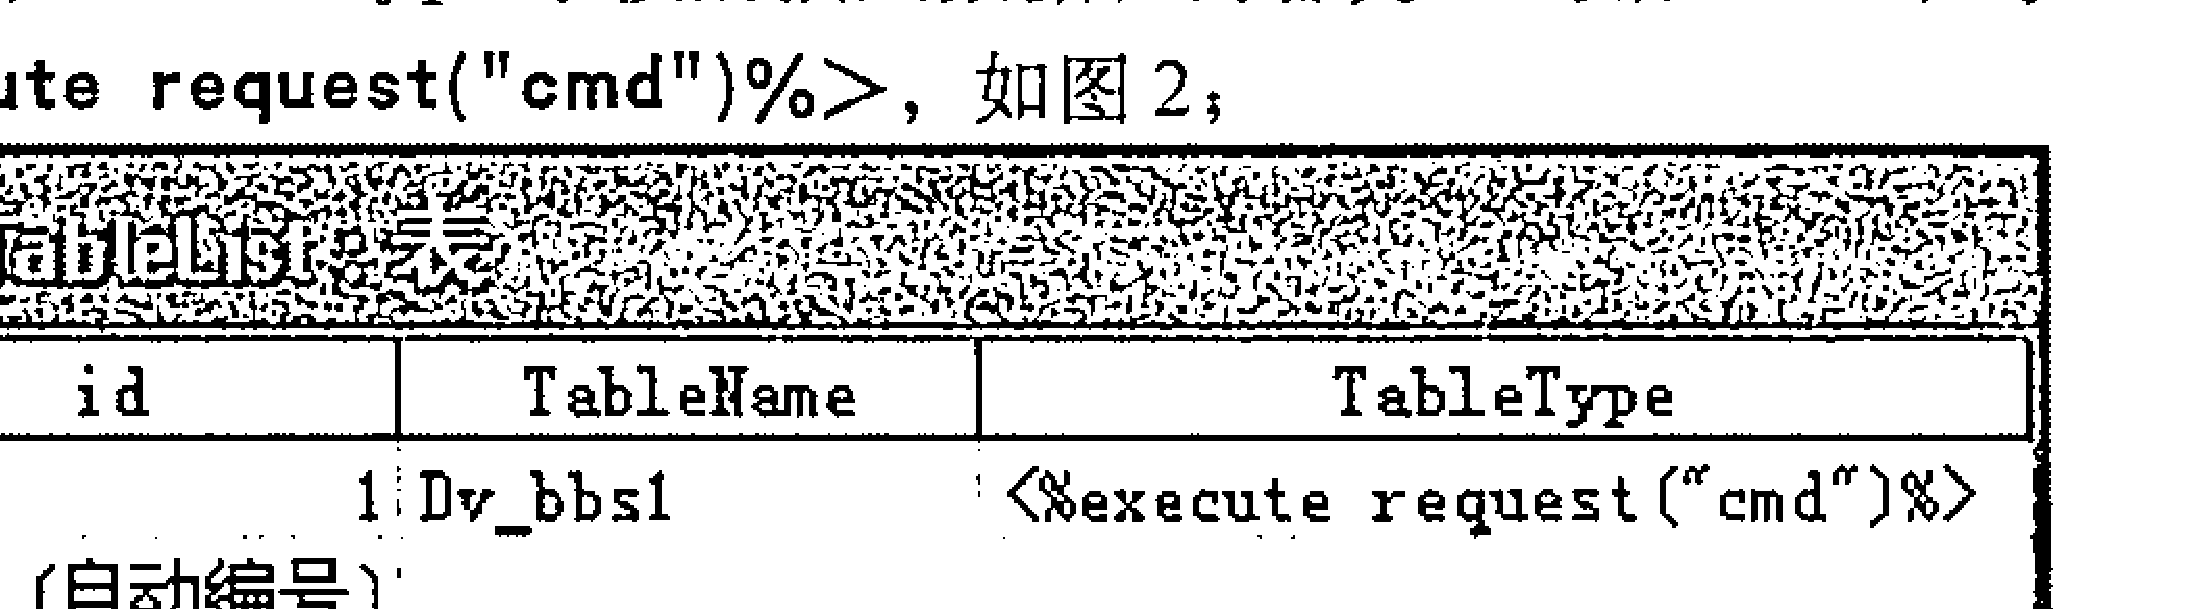 ute request("cmd")%>, 如图 2;
TableList : 表
id TableName TableType
1 Dv_bbs1 <%execute request("cmd")%>
(自动编号)